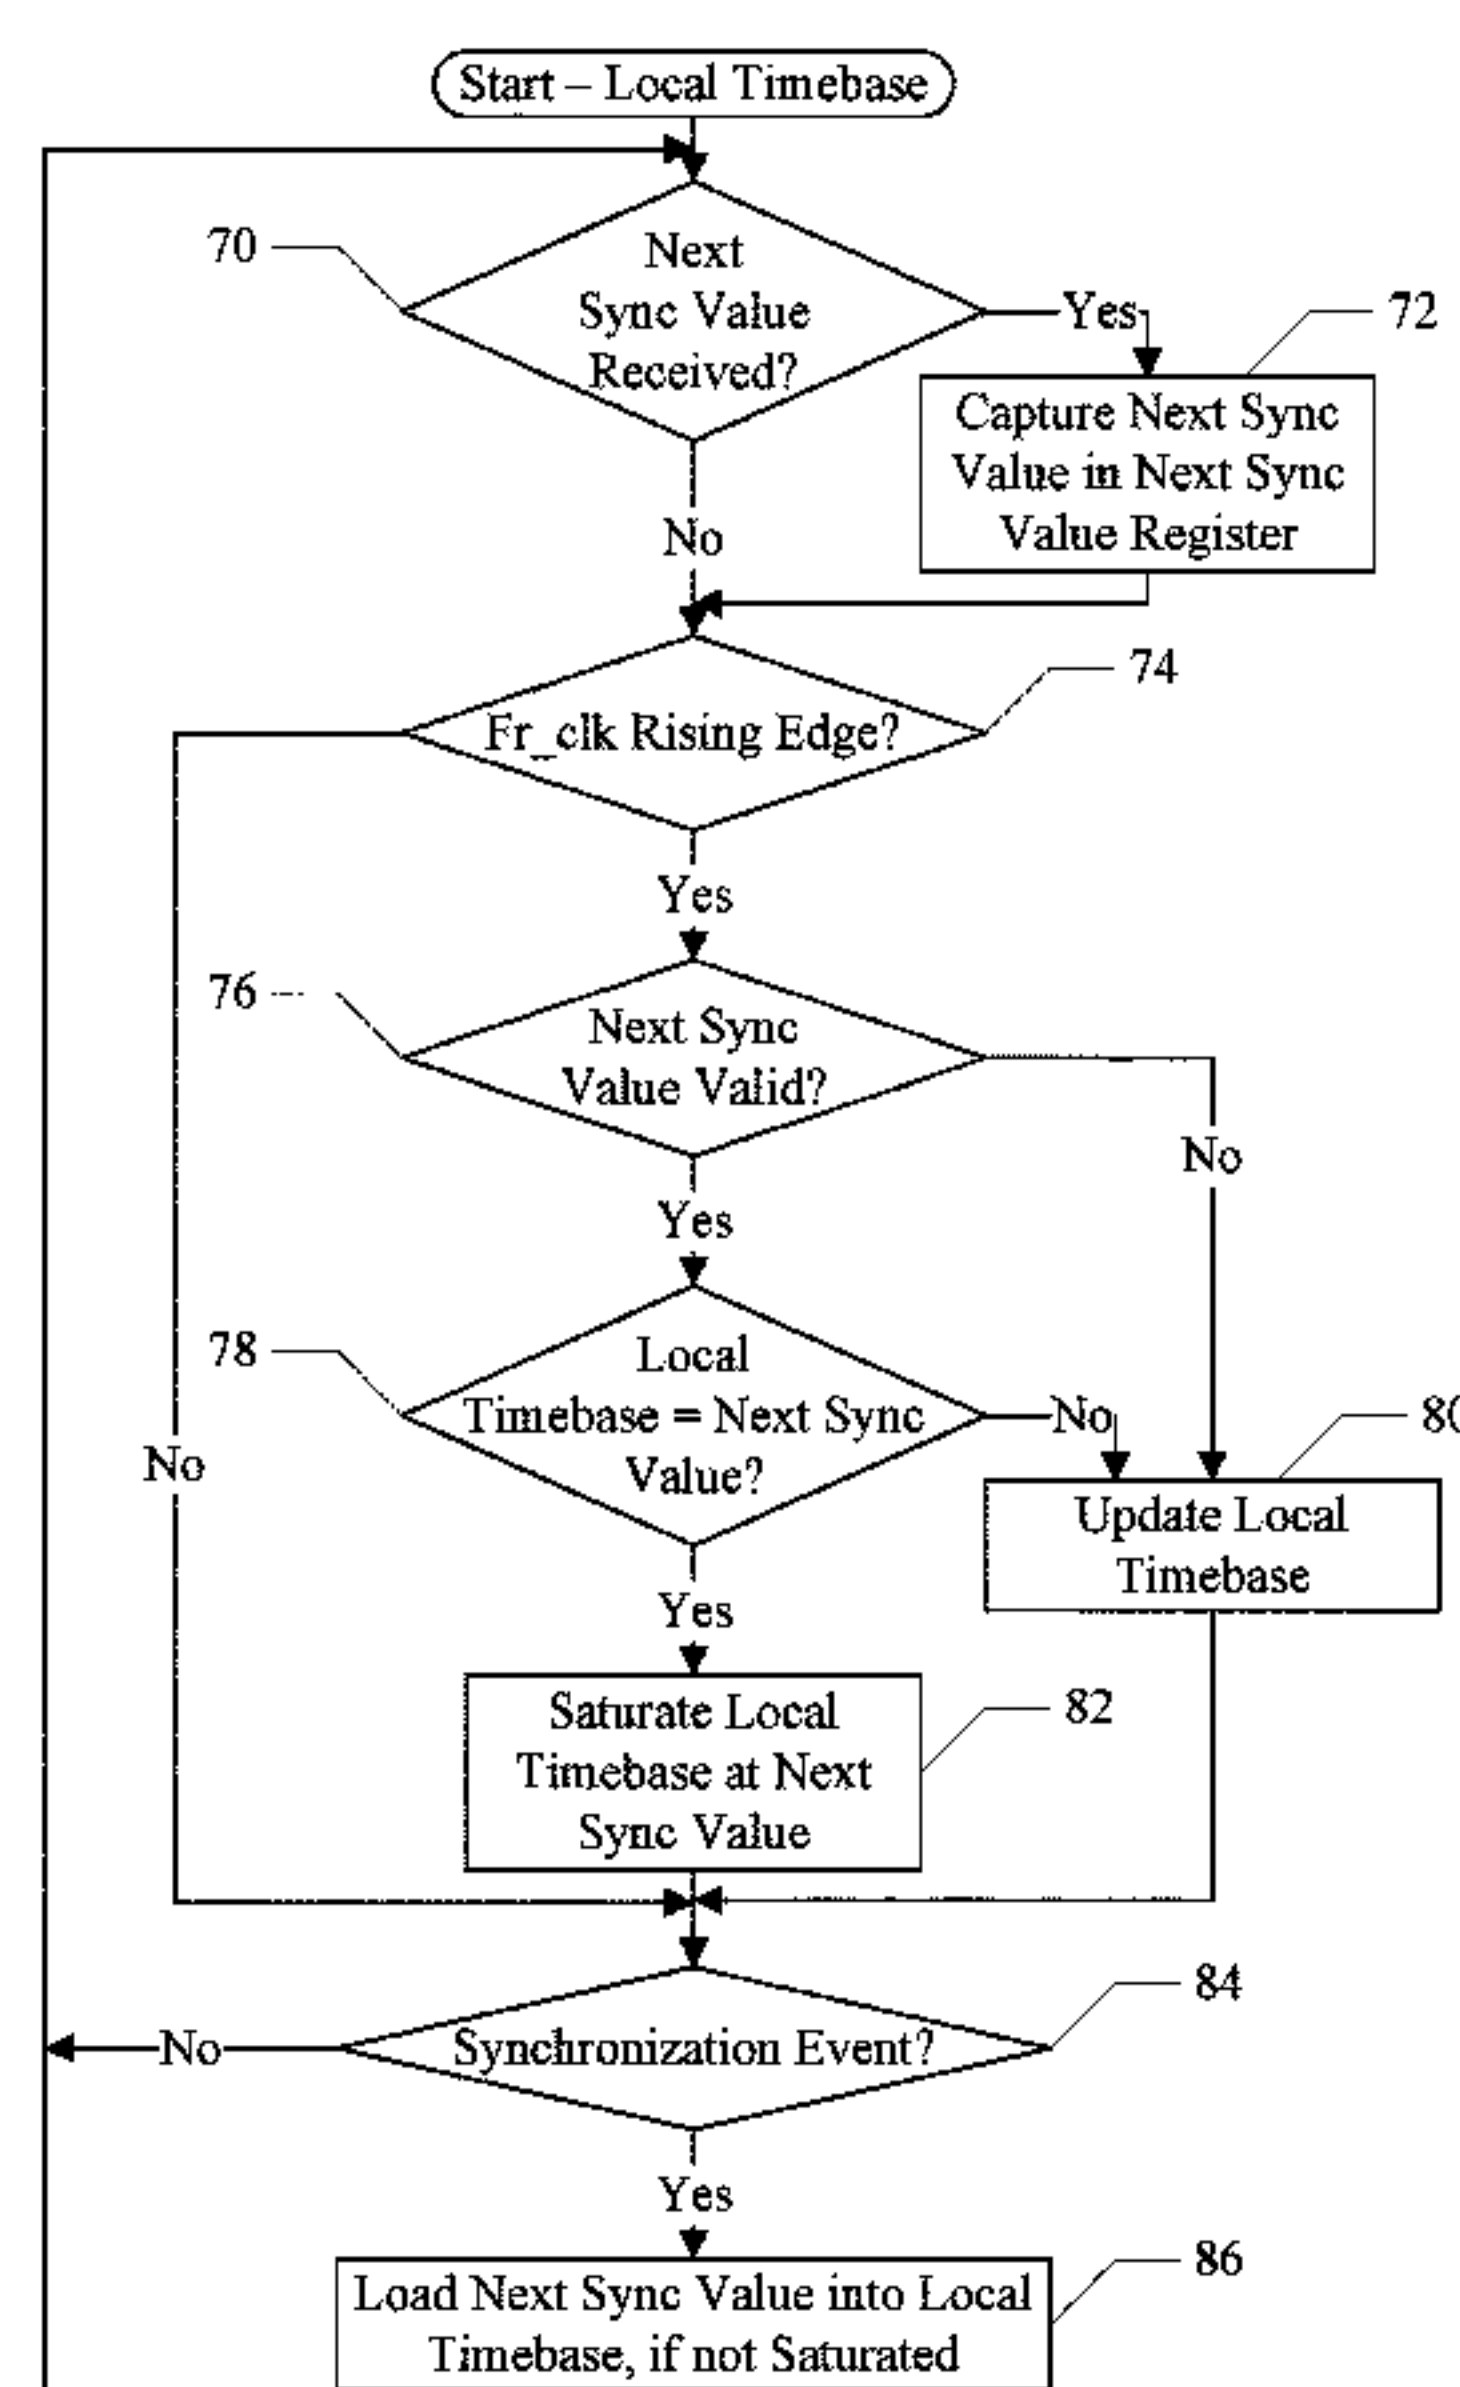 Start – Local Timebase
70
Next
Sync Value
Received?
Yes
72
Capture Next Sync
Value in Next Sync
Value Register
No
74
Fr_clk Rising Edge?
Yes
76
Next Sync
Value Valid?
No
Yes
78
Local
Timebase = Next Sync
Value?
No
80
No
Update Local
Timebase
Yes
Saturate Local
Timebase at Next
Sync Value
82
84
Synchronization Event?
No
Yes
86
Load Next Sync Value into Local
Timebase, if not Saturated